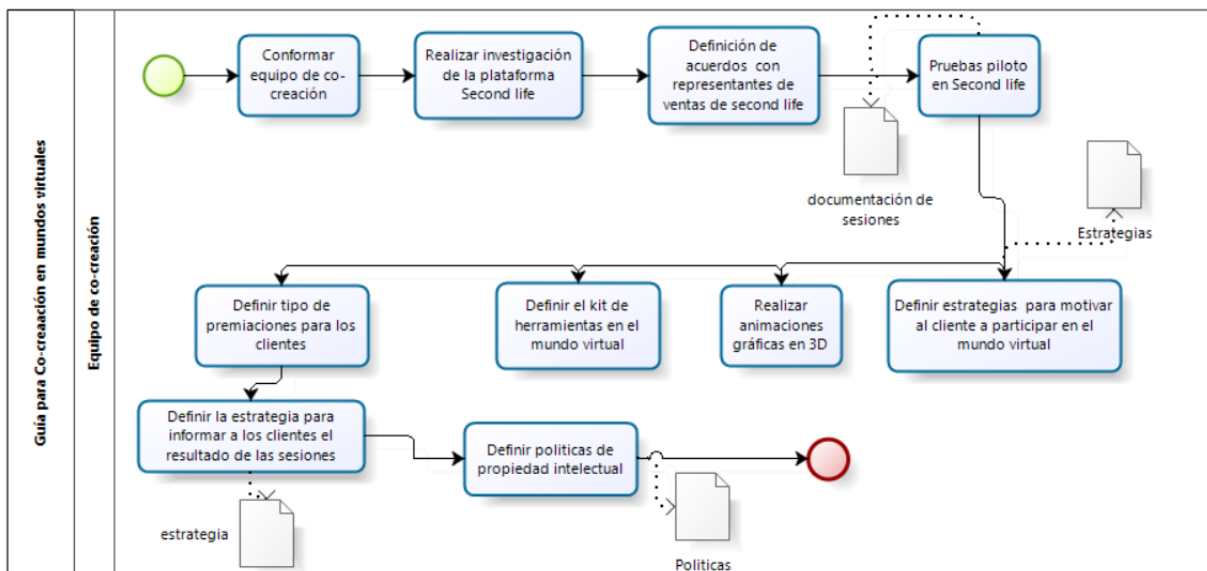 Guía para Co-creaación en mundos virtuales
Equipo de co-creación
Conformar
equipo de co-
creación
Realizar investigación
de la plataforma
Second life
Definición de
acuerdos con
representantes de
ventas de second life
Pruebas piloto
en Second life
documentación de
sesiones
Estrategias
Definir tipo de
premiaciones para los
clientes
Definir el kit de
herramientas en el
mundo virtual
Realizar
animaciones
gráficas en 3D
Definir estrategias para motivar
al cliente a participar en el
mundo virtual
Definir la estrategia para
informar a los clientes el
resultado de las sesiones
Definir politicas de
propiedad intelectual
estrategia
Politicas